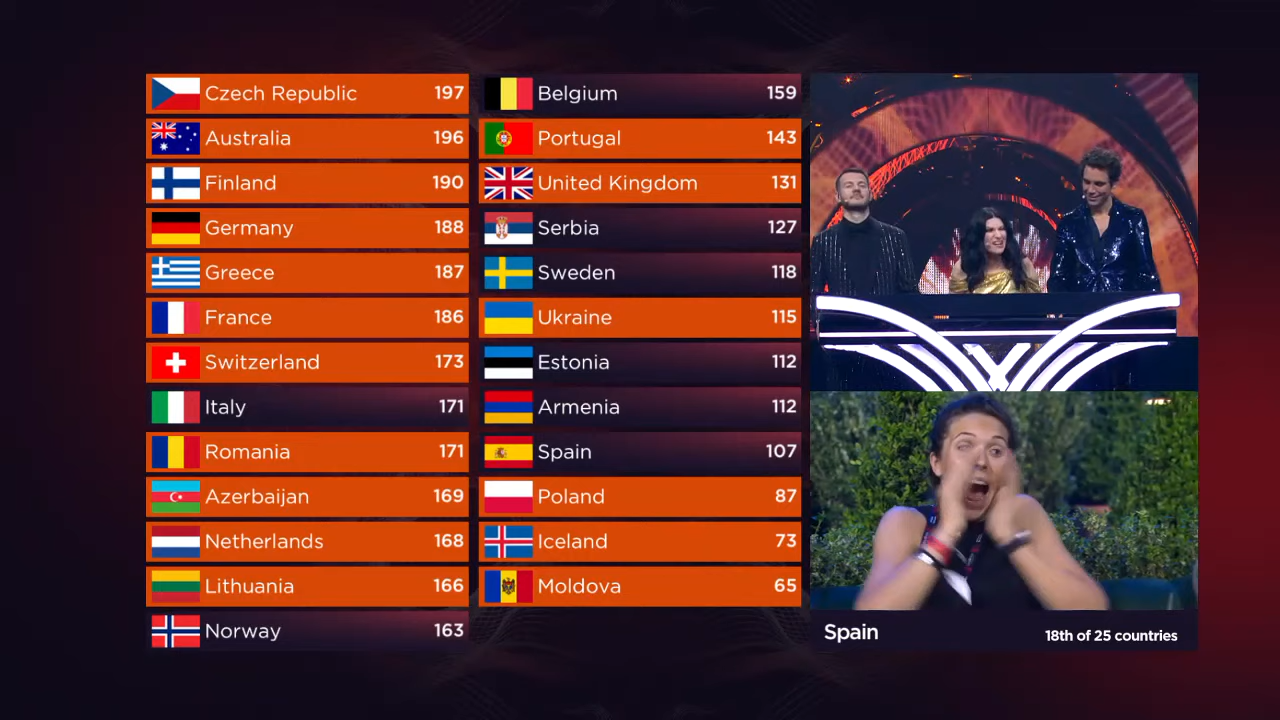 Czech Republic 197
Australia 196
Finland 190
Germany 188
Greece 187
France 186
Switzerland 173
Italy 171
Romania 171
Azerbaijan 169
Netherlands 168
Lithuania 166
Norway 163
Belgium 159
Portugal 143
United Kingdom 131
Serbia 127
Sweden 118
Ukraine 115
Estonia 112
Armenia 112
Spain 107
Poland 87
Iceland 73
Moldova 65
Spain
18th of 25 countries